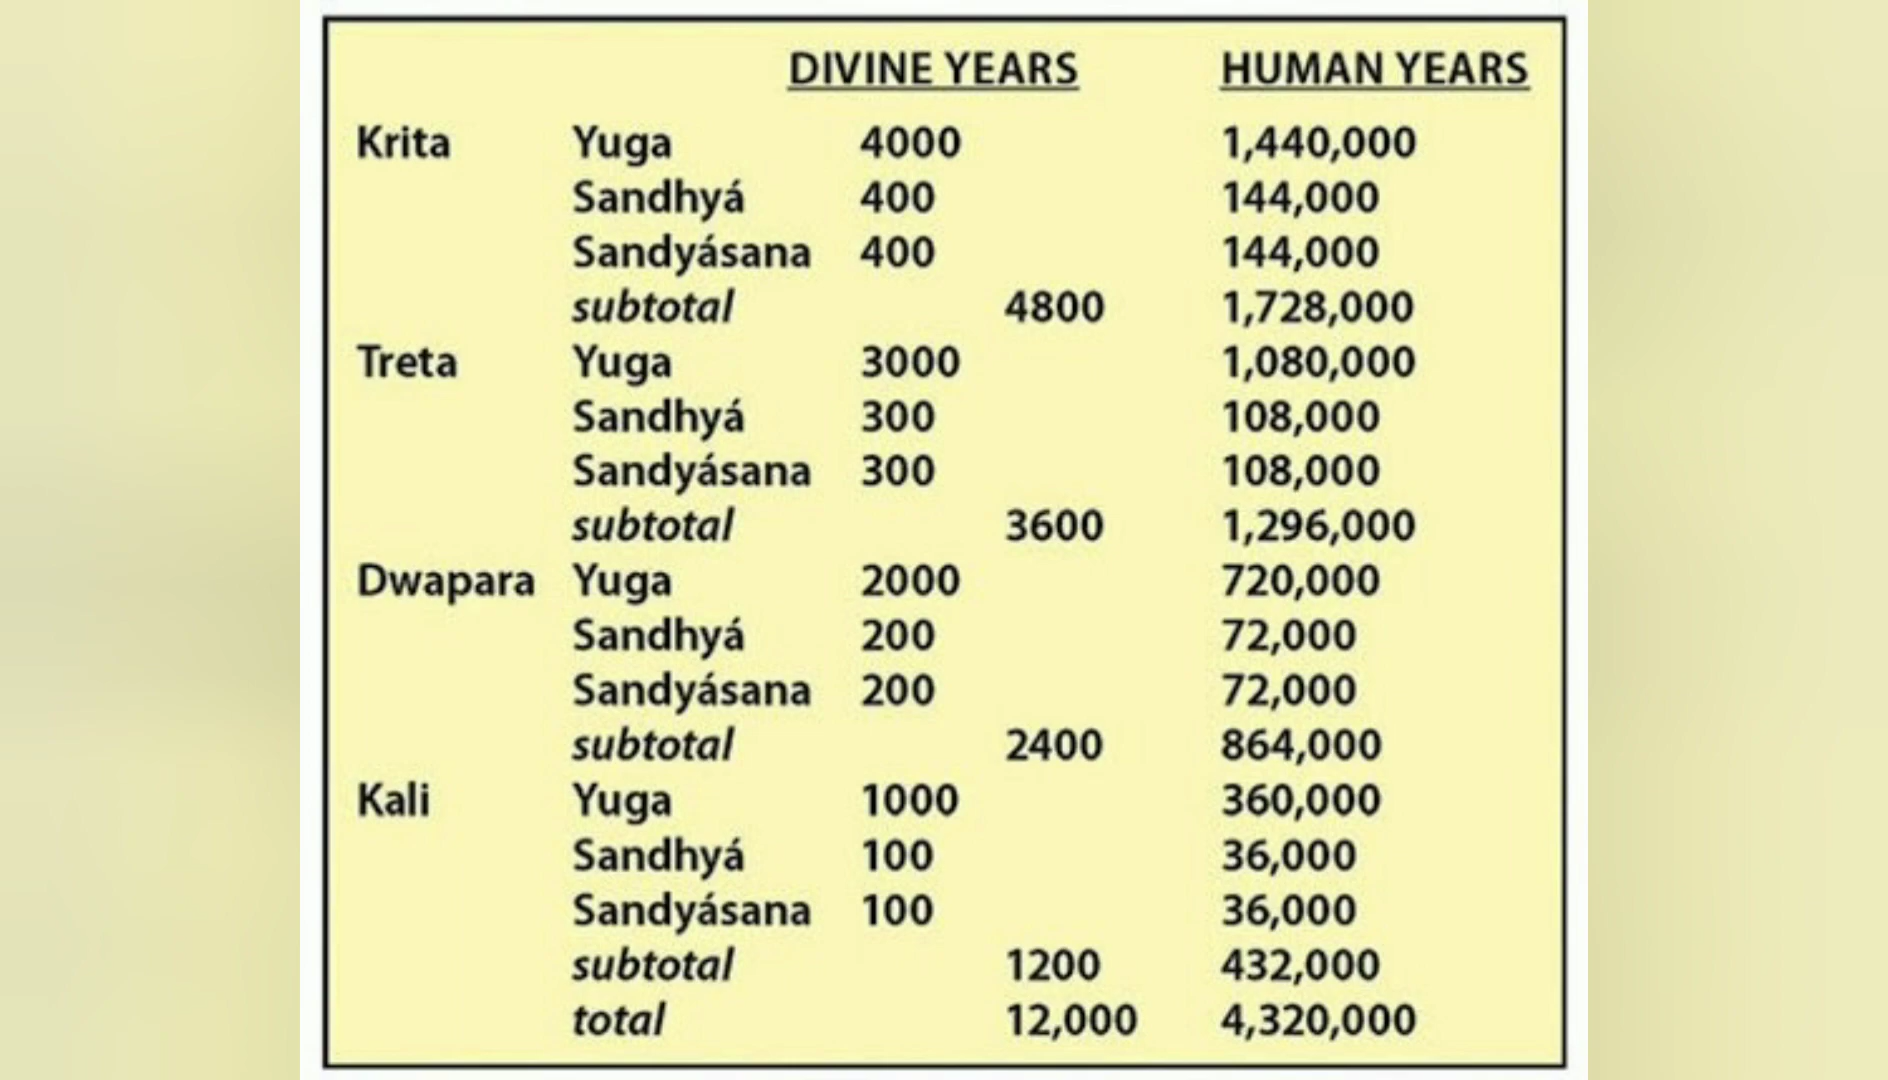 DIVINE YEARS HUMAN YEARS
Krita Yuga 4000 1,440,000
Sandhyá 400 144,000
Sandyásana 400 144,000
subtotal 4800 1,728,000
Treta Yuga 3000 1,080,000
Sandhyá 300 108,000
Sandyásana 300 108,000
subtotal 3600 1,296,000
Dwapara Yuga 2000 720,000
Sandhyá 200 72,000
Sandyásana 200 72,000
subtotal 2400 864,000
Kali Yuga 1000 360,000
Sandhyá 100 36,000
Sandyásana 100 36,000
subtotal 1200 432,000
total 12,000 4,320,000